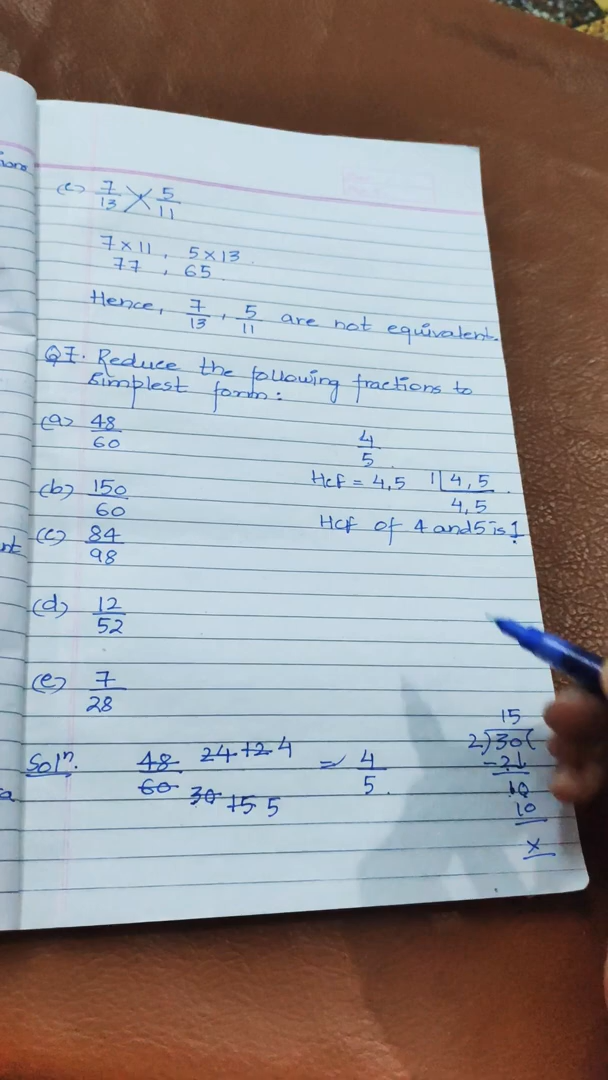 (e) 7/13 × 5/11
7×11, 5×13
77, 65
Hence, 7/13, 5/11 are not equivalent.
Q7. Reduce the following fractions to
simplest form:
(a) 48/60
4/5
Hcf = 4,5 1|4,5
4,5
(b) 150/60
Hcf of 4 and 5 is 1
(c) 84/98
(d) 12/52
(e) 7/28
Solⁿ. 48/60 24/30 12/15 4/5 = 4/5
15
2)30(
-2↓
10
10
x